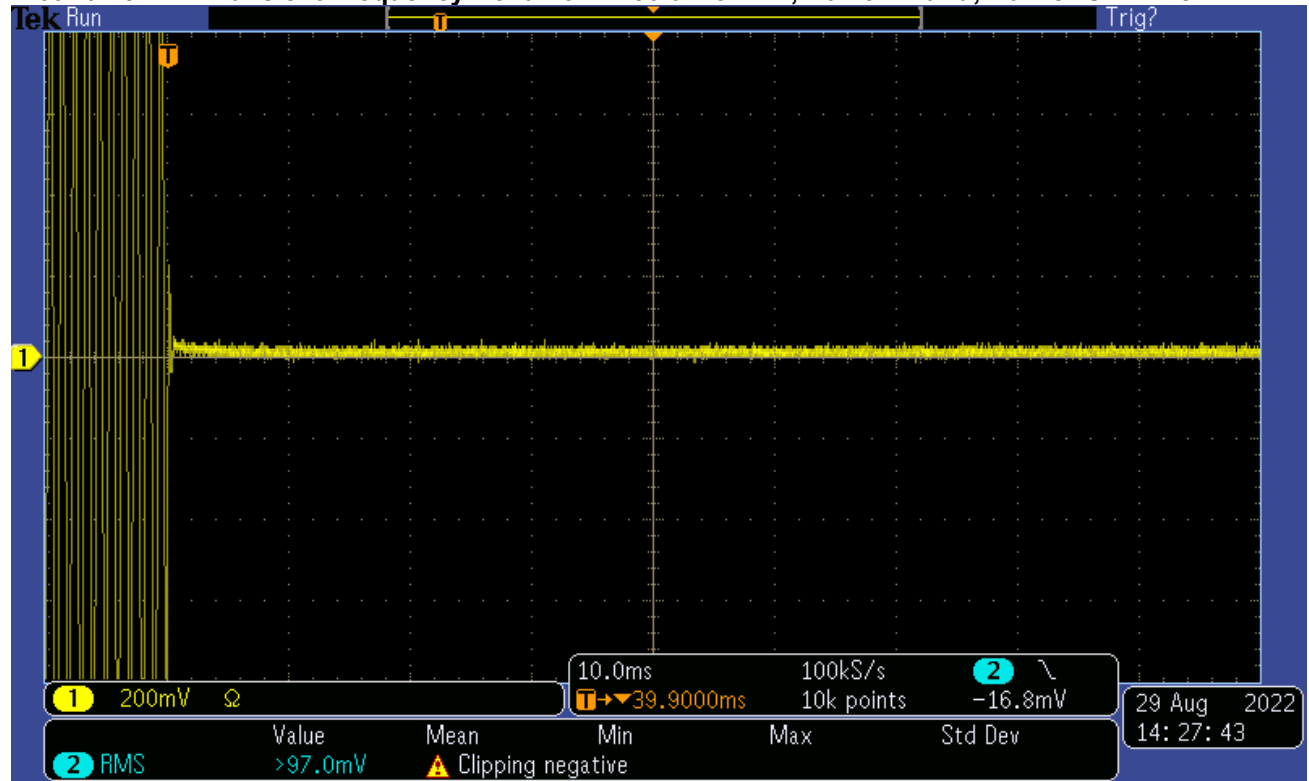 Tek Run Trig?
T
T
1
10.0ms 100kS/s 2 \
1 200mV Ω T→▼39.9000ms 10k points −16.8mV
29 Aug 2022
14:27:43
Value Mean Min Max Std Dev
2 RMS >97.0mV Clipping negative